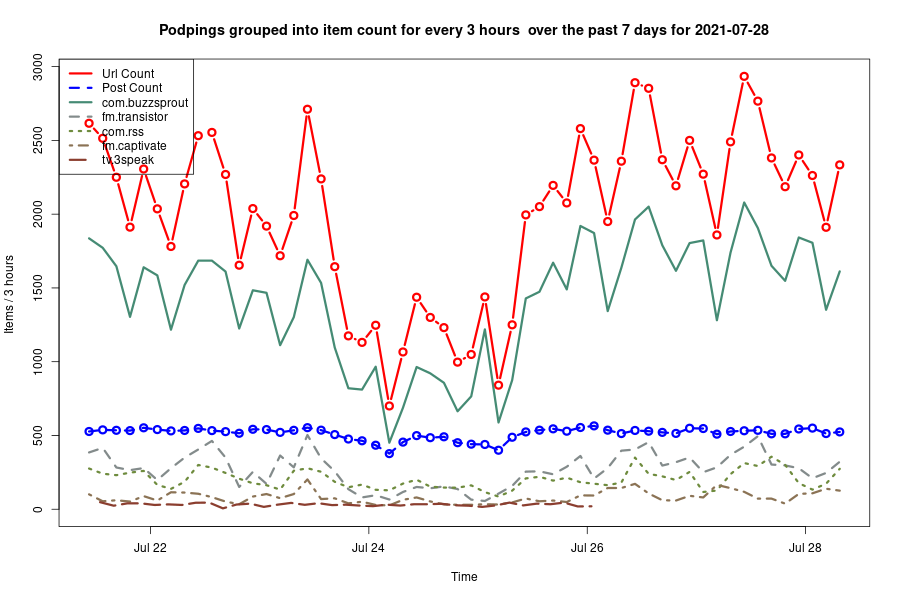 Podpings grouped into item count for every 3 hours  over the past 7 days for 2021-07-28
Url Count
Post Count
com.buzzsprout
fm.transistor
com.rss
fm.captivate
tv.3speak
Items / 3 hours
3000
2500
2000
1500
1000
500
0
Jul 22
Jul 24
Jul 26
Jul 28
Time